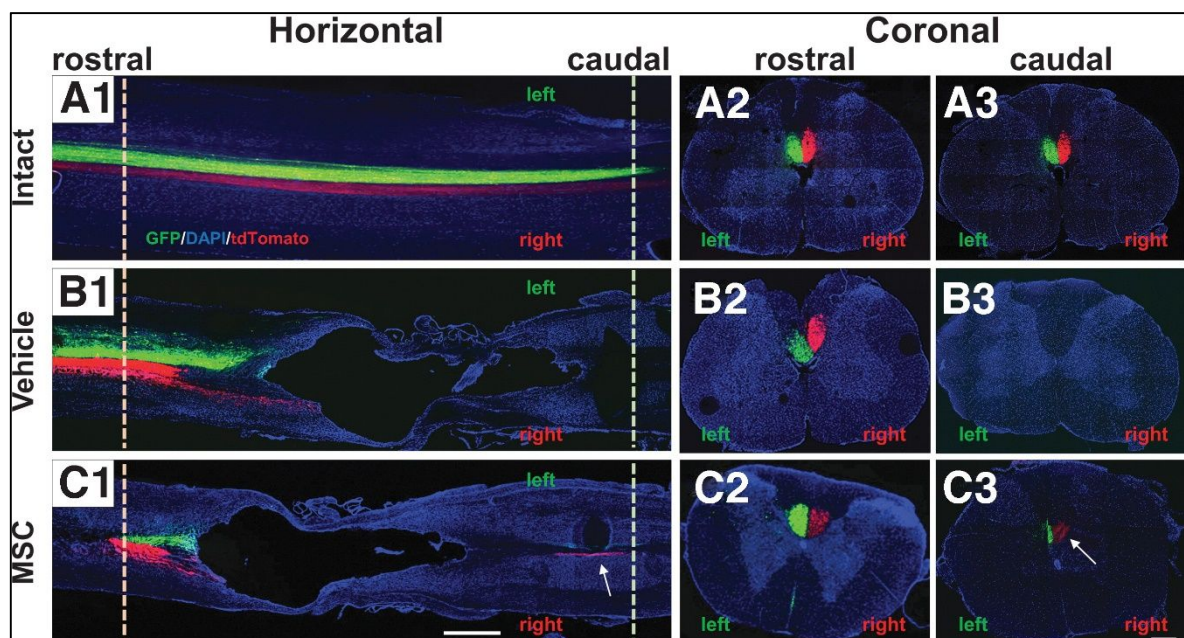 Horizontal Coronal
rostral caudal rostral caudal
Intact
A1 left A2 A3
GFP/DAPI/tdTomato right left right left right
Vehicle
B1 left B2 B3
right left right left right
MSC
C1 left C2 C3
right left right left right